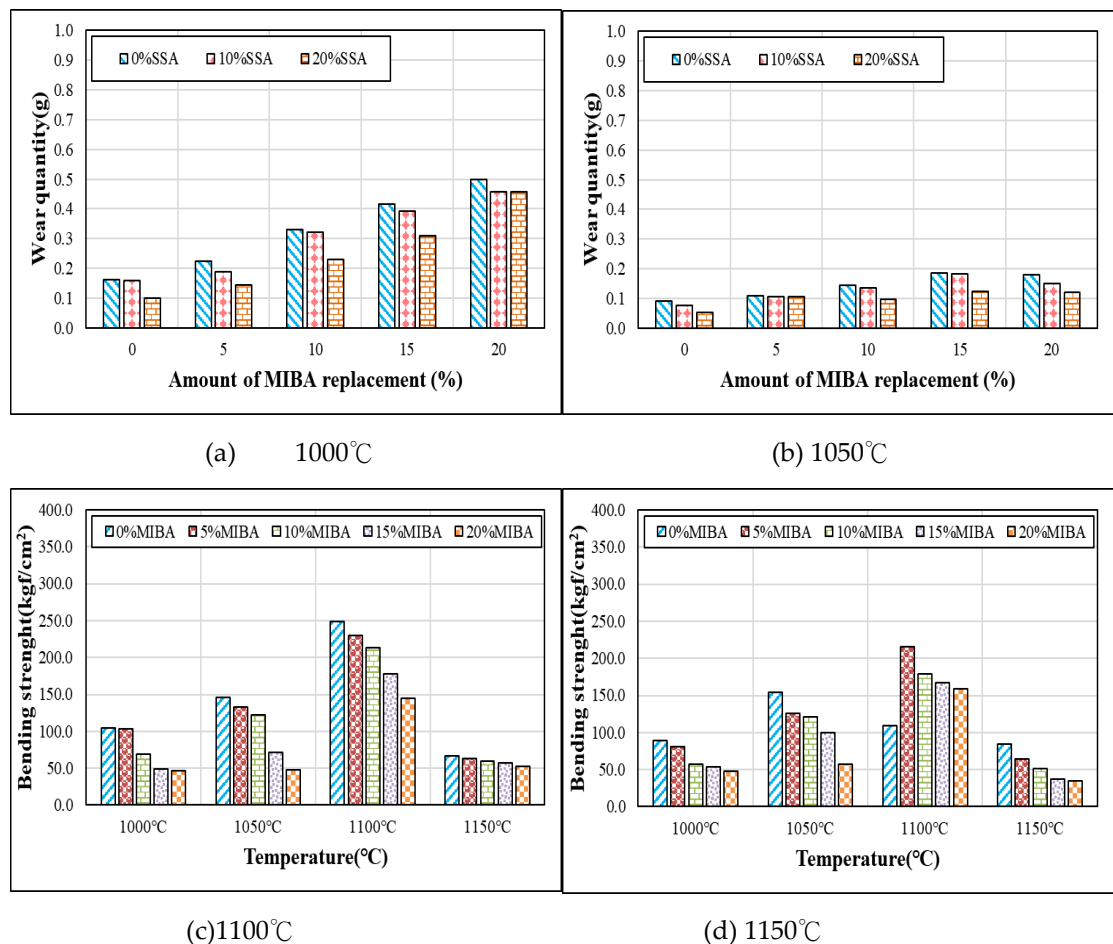 1.0
0.9
0.8
0.7
0.6
0.5
0.4
0.3
0.2
0.1
0.0
Wear quantity(g)
0%SSA 10%SSA 20%SSA
0 5 10 15 20
Amount of MIBA replacement (%)
1.0
0.9
0.8
0.7
0.6
0.5
0.4
0.3
0.2
0.1
0.0
Wear quantity(g)
0%SSA 10%SSA 20%SSA
0 5 10 15 20
Amount of MIBA replacement (%)
(a) 1000℃
(b) 1050℃
400.0
350.0
300.0
250.0
200.0
150.0
100.0
50.0
0.0
Bending strenght(kgf/cm²)
0%MIBA 5%MIBA 10%MIBA 15%MIBA 20%MIBA
1000℃ 1050℃ 1100℃ 1150℃
Temperature(℃)
400.0
350.0
300.0
250.0
200.0
150.0
100.0
50.0
0.0
Bending strenght(kgf/cm²)
0%MIBA 5%MIBA 10%MIBA 15%MIBA 20%MIBA
1000℃ 1050℃ 1100℃ 1150℃
Temperature(℃)
(c)1100℃
(d) 1150℃